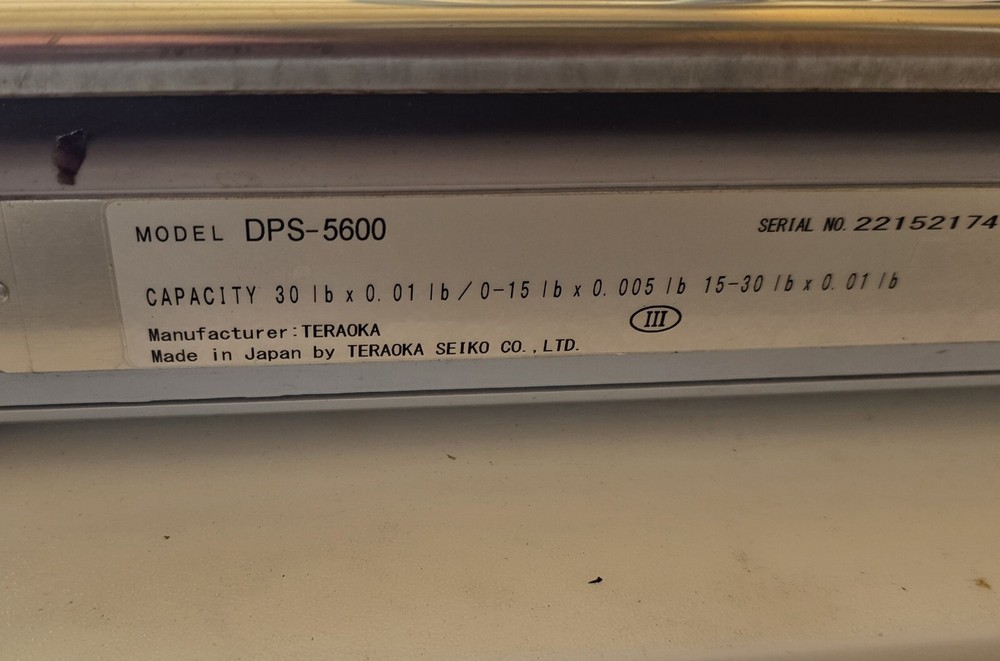 MODEL DPS-5600 SERIAL NO. 22152174
CAPACITY 30 lb x 0.01 lb / 0-15 lb x 0.005 lb 15-30 lb x 0.01 lb
Manufacturer:TERAOKA III
Made in Japan by TERAOKA SEIKO CO.,LTD.